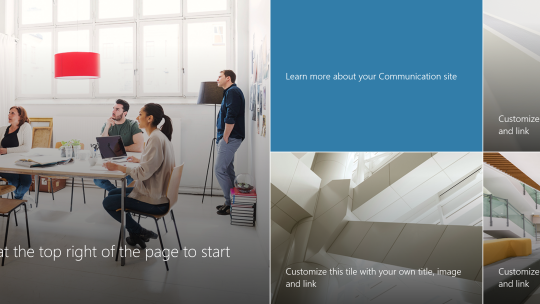 at the top right of the page to start
Learn more about your Communication site
Customize this tile with your own title, image
and link
Customize
and link
Customize
and link